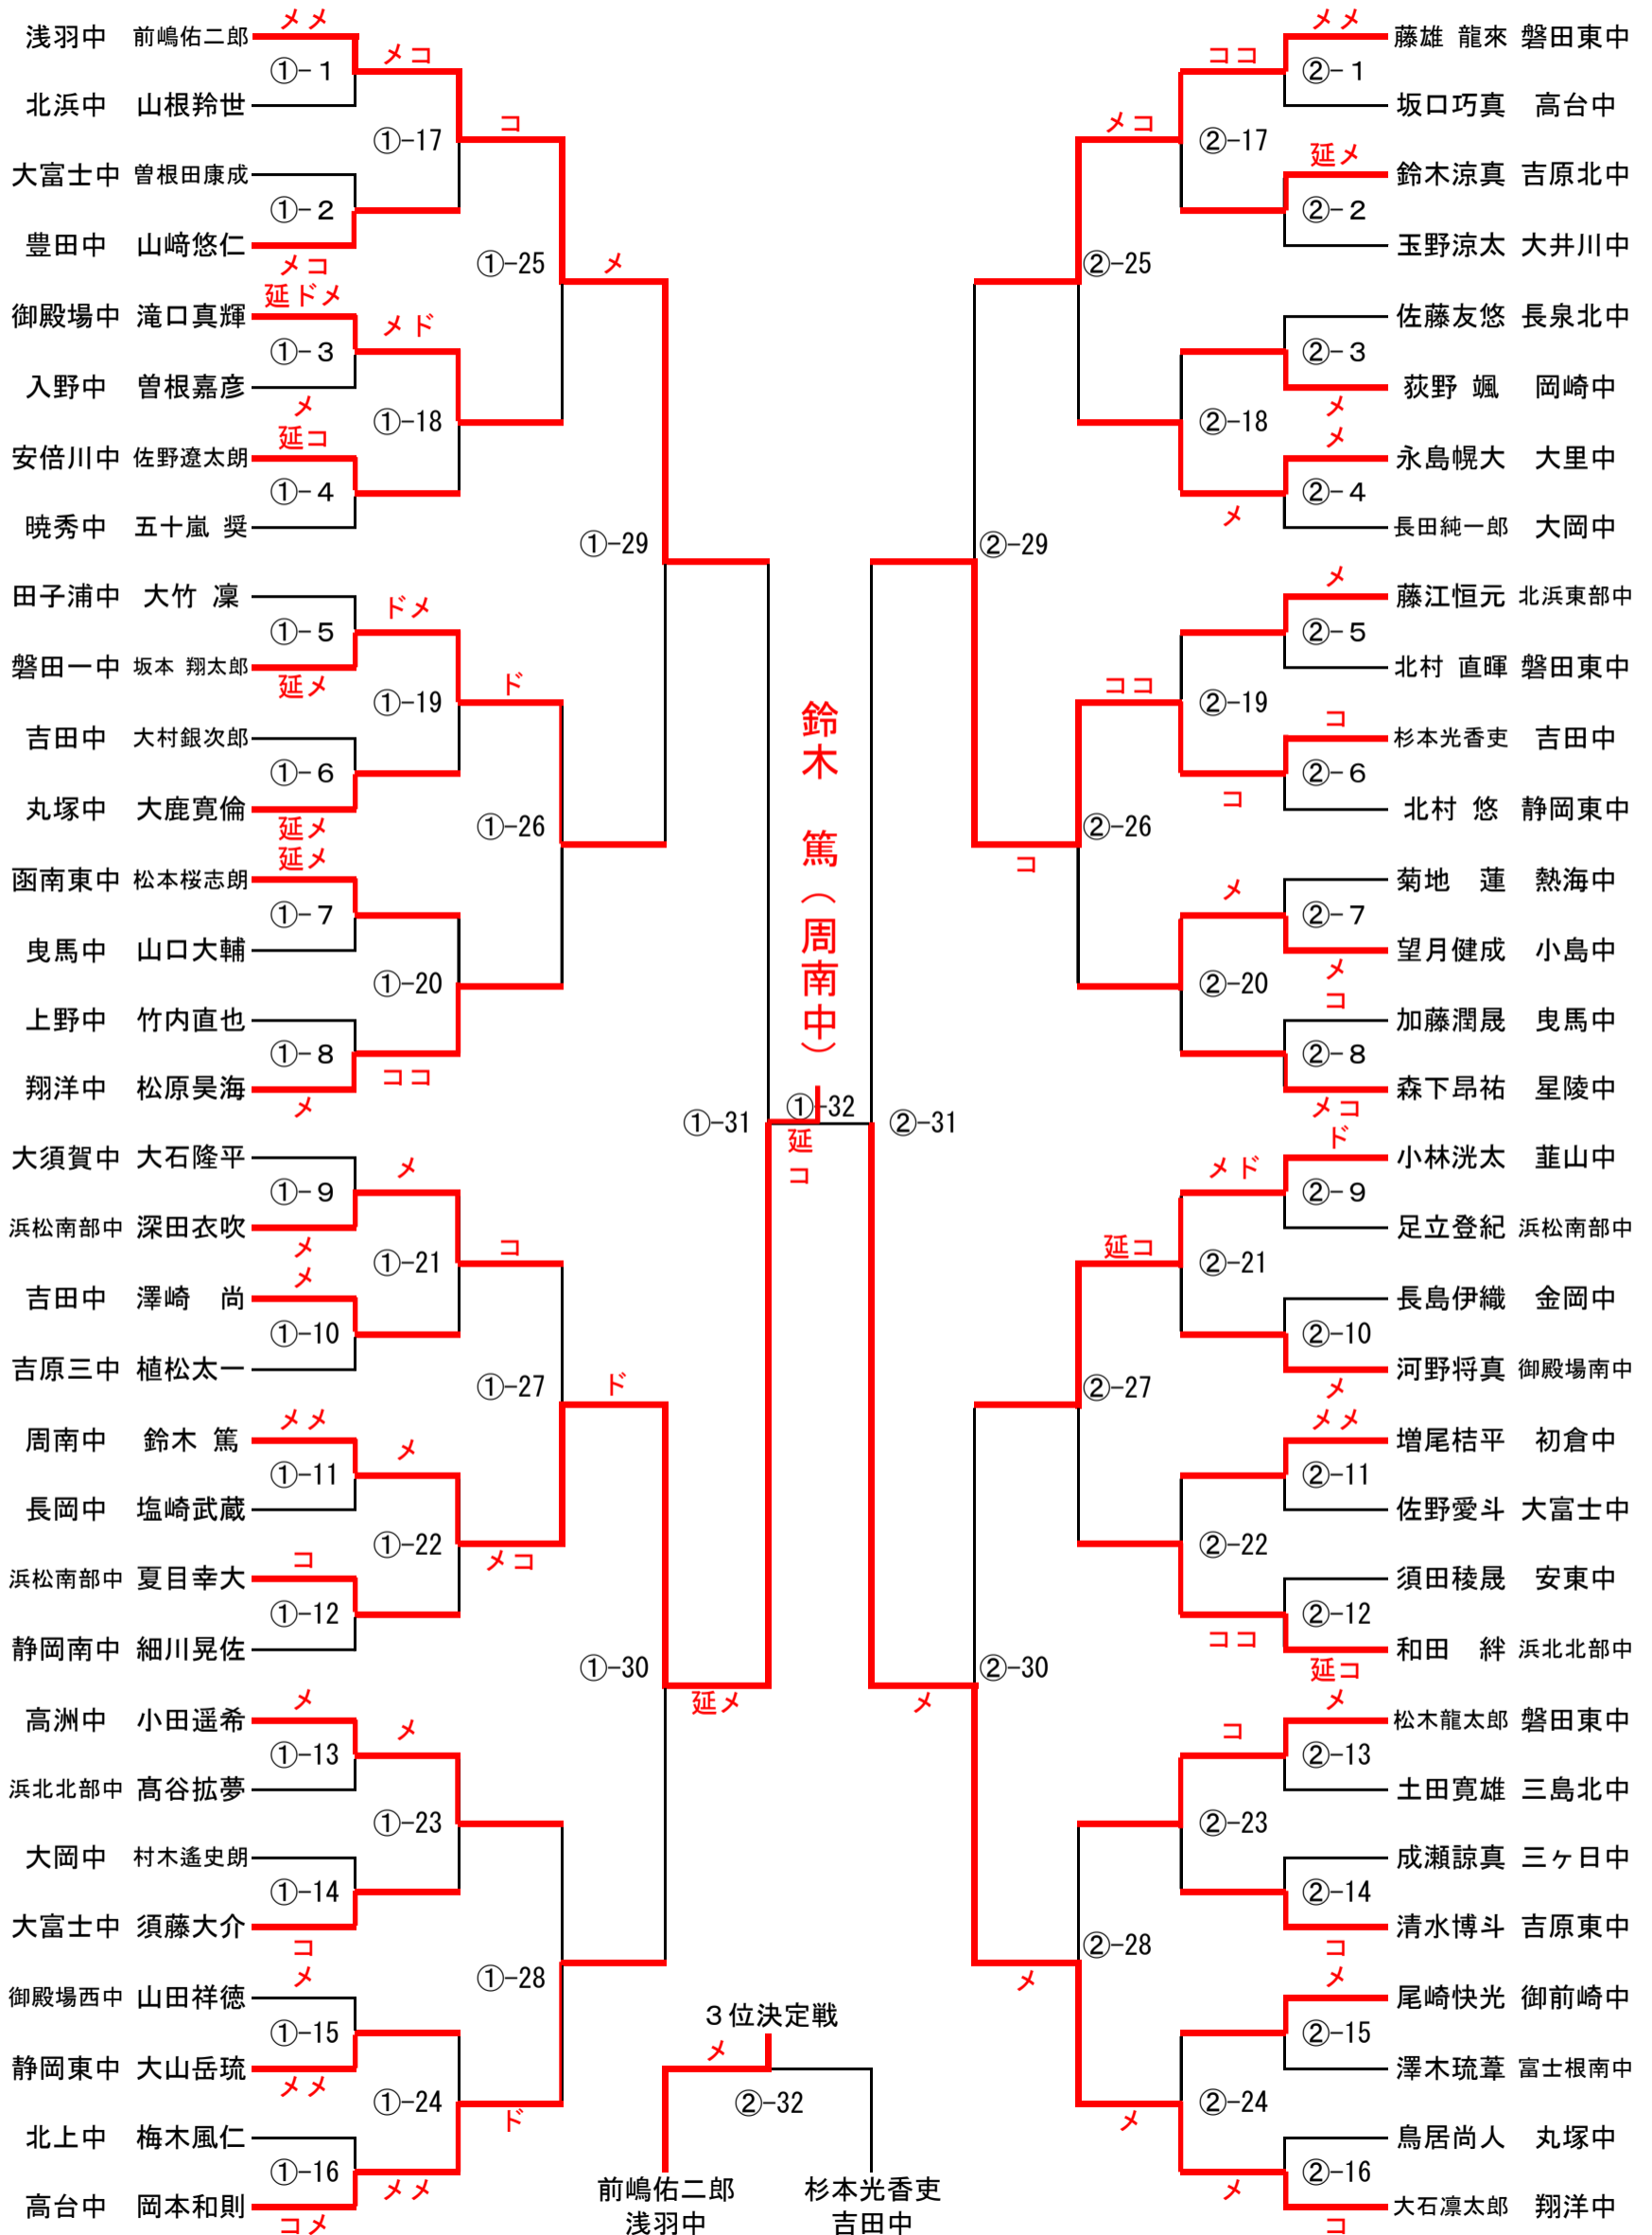 メメ
浅羽中 前嶋佑二郎
①-1
メコ
北浜中 山根羚世
①-17
コ
大富士中 曽根田康成
①-2
豊田中 山﨑悠仁
メコ
①-25
メ
延ドメ
御殿場中 滝口真輝
①-3
メド
入野中 曽根嘉彦
メ
①-18
延コ
安倍川中 佐野遼太朗
①-4
暁秀中 五十嵐 奨
①-29
田子浦中 大竹 凜
①-5
ドメ
磐田一中 坂本 翔太郎
延メ
①-19
ド
吉田中 大村銀次郎
①-6
丸塚中 大鹿寛倫
延メ
①-26
延メ
函南東中 松本桜志朗
①-7
曳馬中 山口大輔
①-20
上野中 竹内直也
①-8
ココ
翔洋中 松原昊海
メ
①-31
大須賀中 大石隆平
①-9
メ
浜松南部中 深田衣吹
メ
①-21
コ
メ
吉田中 澤崎 尚
①-10
吉原三中 植松太一
①-27
ド
メメ
周南中 鈴木 篤
①-11
メ
長岡中 塩崎武蔵
①-22
メコ
コ
浜松南部中 夏目幸大
①-12
静岡南中 細川晃佐
①-30
延メ
メ
高洲中 小田遥希
①-13
メ
浜北北部中 髙谷拡夢
①-23
大岡中 村木遙史朗
①-14
大富士中 須藤大介
コ
①-28
メ
御殿場西中 山田祥徳
①-15
静岡東中 大山岳琉
メメ
①-24
ド
北上中 梅木風仁
①-16
メメ
高台中 岡本和則
コメ
鈴木 篤(周南中)
①-32
延
コ
メメ
藤雄 龍來 磐田東中
②-1
ココ
坂口巧真 高台中
②-17
メコ
延メ
鈴木涼真 吉原北中
②-2
玉野涼太 大井川中
②-25
佐藤友悠 長泉北中
②-3
荻野 颯 岡崎中
メ
②-18
メ
永島幌大 大里中
②-4
メ
長田純一郎 大岡中
②-29
メ
藤江恒元 北浜東部中
②-5
北村 直暉 磐田東中
②-19
ココ
コ
杉本光香吏 吉田中
②-6
コ
北村 悠 静岡東中
②-26
コ
菊地 蓮 熱海中
②-7
メ
望月健成 小島中
メ
②-20
コ
加藤潤晟 曳馬中
②-8
森下昂祐 星陵中
メコ
②-31
ド
小林洸太 韮山中
②-9
メド
足立登紀 浜松南部中
②-21
延コ
長島伊織 金岡中
②-10
河野将真 御殿場南中
メ
②-27
メメ
増尾桔平 初倉中
②-11
佐野愛斗 大富士中
②-22
須田稜晟 安東中
②-12
ココ
和田 絆 浜北北部中
延コ
②-30
メ
メ
松木龍太郎 磐田東中
②-13
コ
土田寛雄 三島北中
②-23
成瀬諒真 三ヶ日中
②-14
清水博斗 吉原東中
コ
②-28
メ
メ
尾崎快光 御前崎中
②-15
澤木琉葦 富士根南中
②-24
メ
鳥居尚人 丸塚中
②-16
メ
大石凛太郎 翔洋中
コ
3位決定戦
メ
②-32
前嶋佑二郎 杉本光香吏
浅羽中 吉田中